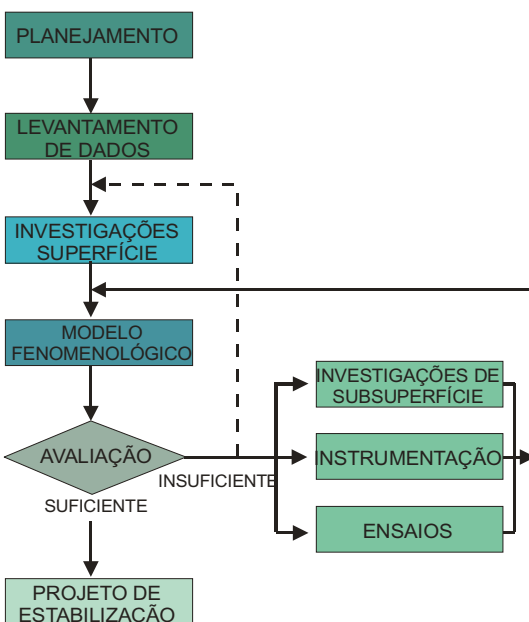 PLANEJAMENTO
LEVANTAMENTO
DE DADOS
INVESTIGAÇÕES
SUPERFÍCIE
MODELO
FENOMENOLÓGICO
INVESTIGAÇÕES DE
SUBSUPERFÍCIE
AVALIAÇÃO
INSUFICIENTE
INSTRUMENTAÇÃO
SUFICIENTE
ENSAIOS
PROJETO DE
ESTABILIZAÇÃO